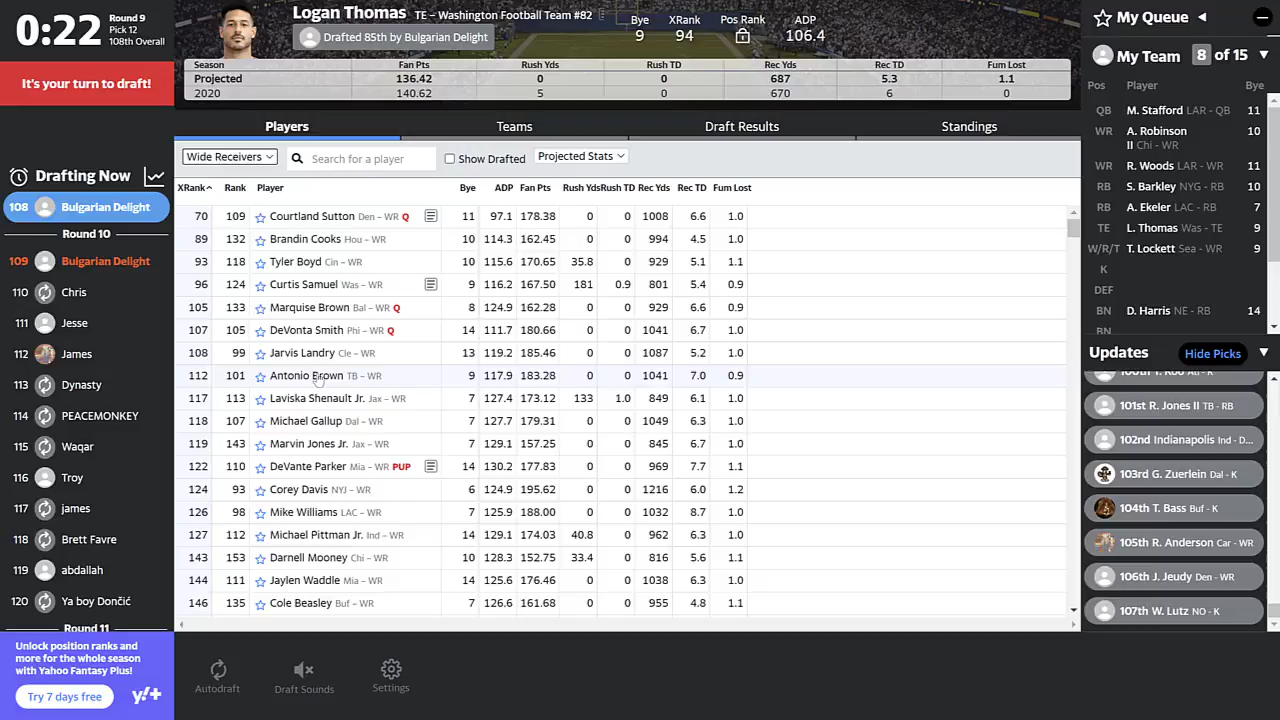 0:22
Round 9
Pick 12
108th Overall
It's your turn to draft!
Drafting Now
108 Bulgarian Delight
Round 10
109 Bulgarian Delight
110 Chris
111 Jesse
112 James
113 Dynasty
114 PEACEMONKEY
115 Waqar
116 Troy
117 james
118 Brett Favre
119 abdallah
120 Ya boy Dončić
Round 11
Unlock position ranks and
more for the whole season
with Yahoo Fantasy Plus!
Try 7 days free
y!+
Logan Thomas TE – Washington Football Team #82
Drafted 85th by Bulgarian Delight
Bye XRank Pos Rank ADP
9 94 106.4
Season Fan Pts Rush Yds Rush TD Rec Yds Rec TD Fum Lost
Projected 136.42 0 0 687 5.3 1.1
2020 140.62 5 0 670 6 0
Players Teams Draft Results Standings
Wide Receivers Search for a player Show Drafted Projected Stats
XRank Rank Player Bye ADP Fan Pts Rush Yds Rush TD Rec Yds Rec TD Fum Lost
70 109 Courtland Sutton Den – WR Q 11 97.1 178.38 0 0 1008 6.6 1.0
89 132 Brandin Cooks Hou – WR 10 114.3 162.45 0 0 994 4.5 1.0
93 118 Tyler Boyd Cin – WR 10 115.6 170.65 35.8 0 929 5.1 1.1
96 124 Curtis Samuel Was – WR 9 116.2 167.50 181 0.9 801 5.4 0.9
105 133 Marquise Brown Bal – WR Q 8 124.9 162.28 0 0 929 6.6 0.9
107 105 DeVonta Smith Phi – WR Q 14 111.7 180.66 0 0 1041 6.7 1.0
108 99 Jarvis Landry Cle – WR 13 119.2 185.46 0 0 1087 5.2 1.0
112 101 Antonio Brown TB – WR 9 117.9 183.28 0 0 1041 7.0 0.9
117 113 Laviska Shenault Jr. Jax – WR 7 127.4 173.12 133 1.0 849 6.1 1.0
118 107 Michael Gallup Dal – WR 7 127.7 179.31 0 0 1049 6.3 1.0
119 143 Marvin Jones Jr. Jax – WR 7 129.1 157.25 0 0 845 6.7 1.0
122 110 DeVante Parker Mia – WR PUP 14 130.2 177.83 0 0 969 7.7 1.1
124 93 Corey Davis NYJ – WR 6 124.9 195.62 0 0 1216 6.0 1.2
126 98 Mike Williams LAC – WR 7 125.9 188.00 0 0 1032 8.7 1.0
127 112 Michael Pittman Jr. Ind – WR 14 129.1 174.03 40.8 0 962 6.3 1.0
143 153 Darnell Mooney Chi – WR 10 128.3 152.75 33.4 0 816 5.6 1.1
144 111 Jaylen Waddle Mia – WR 14 125.6 176.46 0 0 1038 6.3 1.0
146 135 Cole Beasley Buf – WR 7 126.6 161.68 0 0 955 4.8 1.1
Autodraft Draft Sounds Settings
My Queue
My Team 8 of 15
Pos Player Bye
QB M. Stafford LAR - QB 11
WR A. Robinson
II Chi - WR 10
WR R. Woods LAR - WR 11
RB S. Barkley NYG - RB 10
RB A. Ekeler LAC - RB 7
TE L. Thomas Was - TE 9
W/R/T T. Lockett Sea - WR 9
K
DEF
BN D. Harris NE - RB 14
BN
Updates Hide Picks
101st R. Jones II TB - RB
102nd Indianapolis Ind - D...
103rd G. Zuerlein Dal - K
104th T. Bass Buf - K
105th R. Anderson Car - WR
106th J. Jeudy Den - WR
107th W. Lutz NO - K